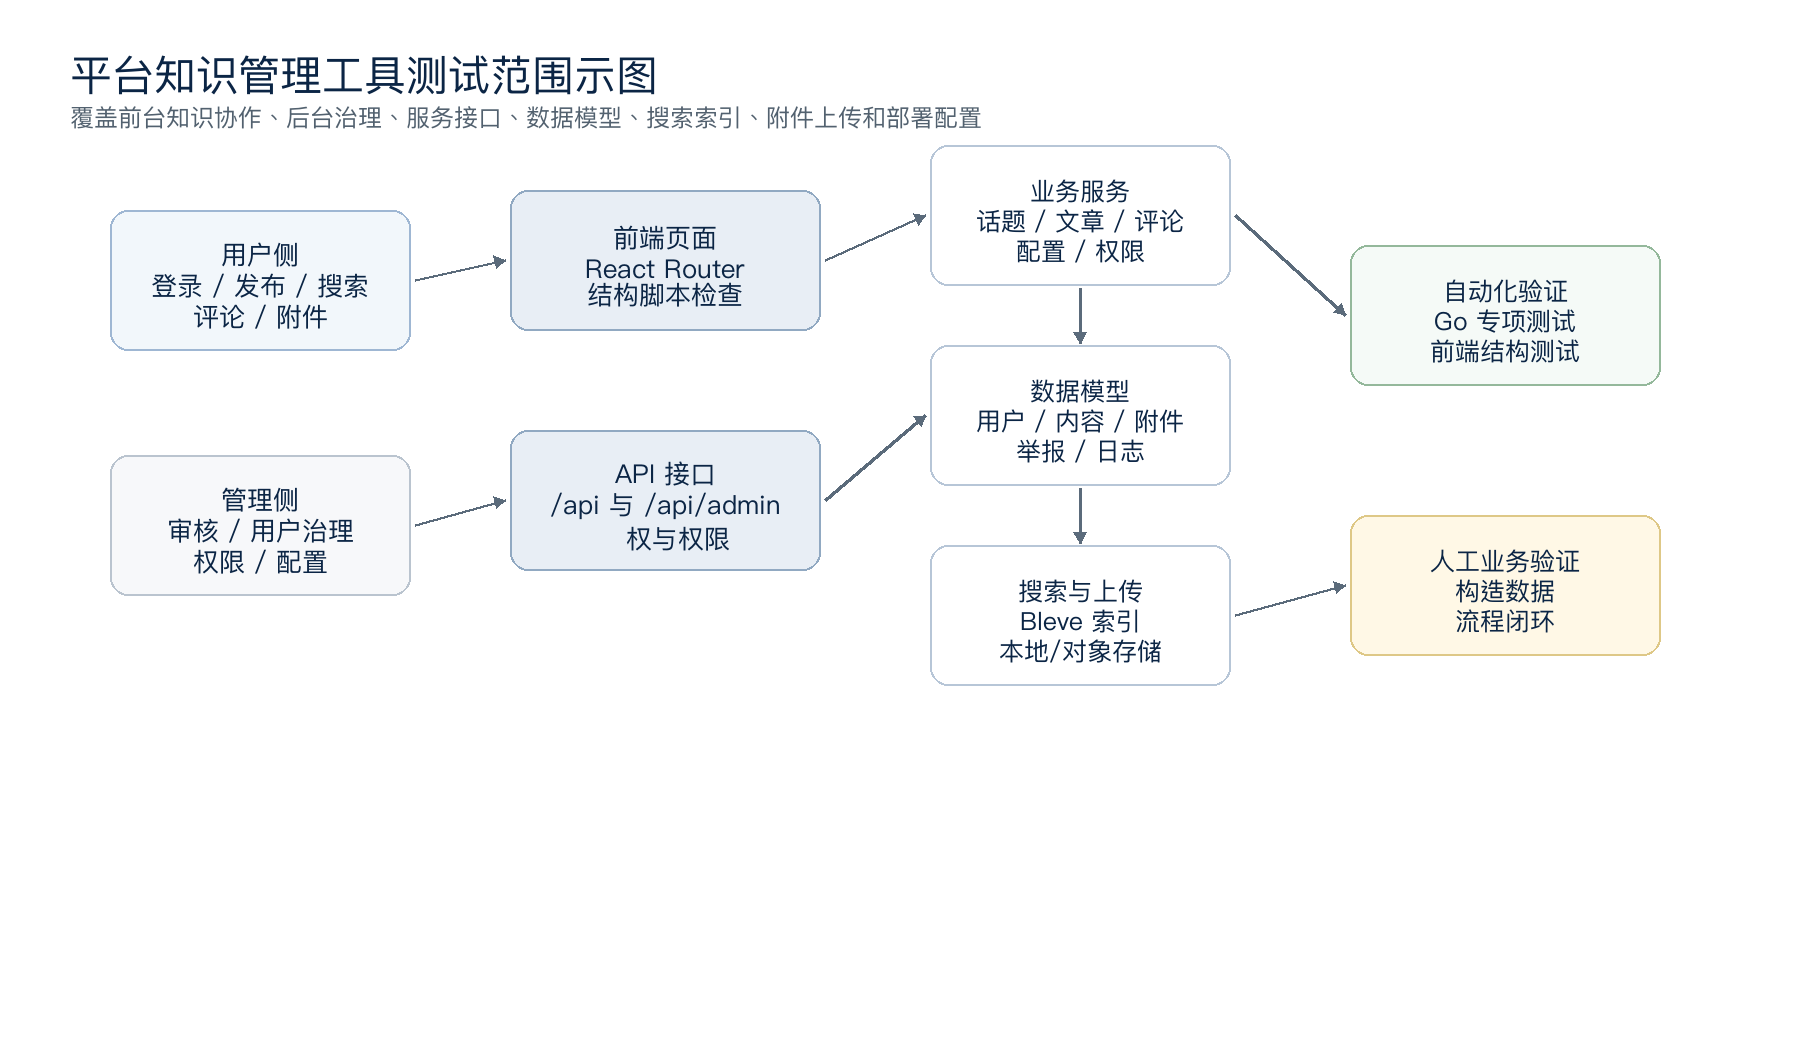 平台知识管理工具测试范围示图
覆盖前台知识协作、后台治理、服务接口、数据模型、搜索索引、附件上传和部署配置
用户侧
登录 / 发布 / 搜索
评论 / 附件
前端页面
React Router
结构脚本检查
业务服务
话题 / 文章 / 评论
配置 / 权限
自动化验证
Go 专项测试
前端结构测试
管理侧
审核 / 用户治理
权限 / 配置
API 接口
/api 与 /api/admin
权与权限
数据模型
用户 / 内容 / 附件
举报 / 日志
搜索与上传
Bleve 索引
本地/对象存储
人工业务验证
构造数据
流程闭环